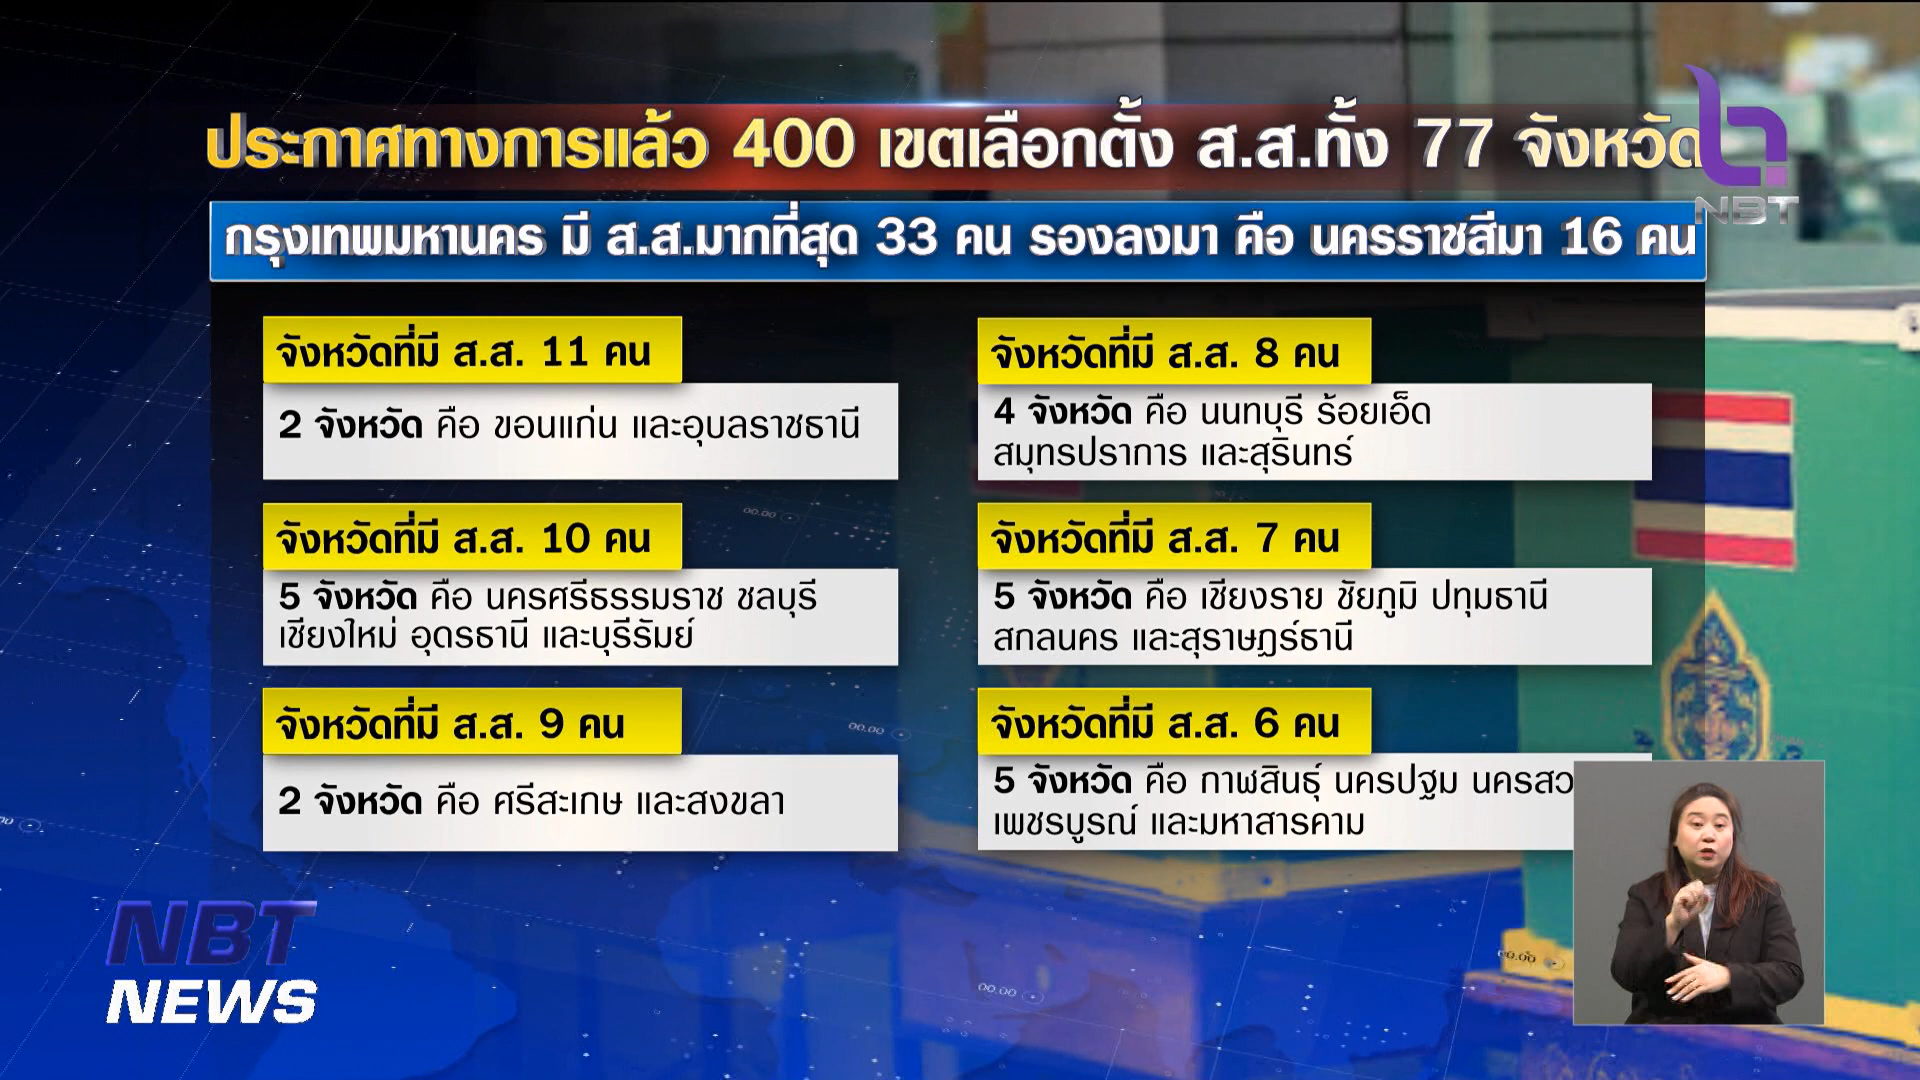 ประกาศทางการแล้ว 400 เขตเลือกตั้ง ส.ส.ทั้ง 77 จังหวัด
NBT
กรุงเทพมหานคร มี ส.ส.มากที่สุด 33 คน รองลงมา คือ นครราชสีมา 16 คน
จังหวัดที่มี ส.ส. 11 คน
2 จังหวัด คือ ขอนแก่น และอุบลราชธานี
จังหวัดที่มี ส.ส. 10 คน
5 จังหวัด คือ นครศรีธรรมราช ชลบุรี
เชียงใหม่ อุดรธานี และบุรีรัมย์
จังหวัดที่มี ส.ส. 9 คน
2 จังหวัด คือ ศรีสะเกษ และสงขลา
จังหวัดที่มี ส.ส. 8 คน
4 จังหวัด คือ นนทบุรี ร้อยเอ็ด
สมุทรปราการ และสุรินทร์
จังหวัดที่มี ส.ส. 7 คน
5 จังหวัด คือ เชียงราย ชัยภูมิ ปทุมธานี
สกลนคร และสุราษฎร์ธานี
จังหวัดที่มี ส.ส. 6 คน
5 จังหวัด คือ กาฬสินธุ์ นครปฐม
เพชรบูรณ์ และมหาสารคาม
00.00
00.00
00.00
00.00
NBT
NEWS